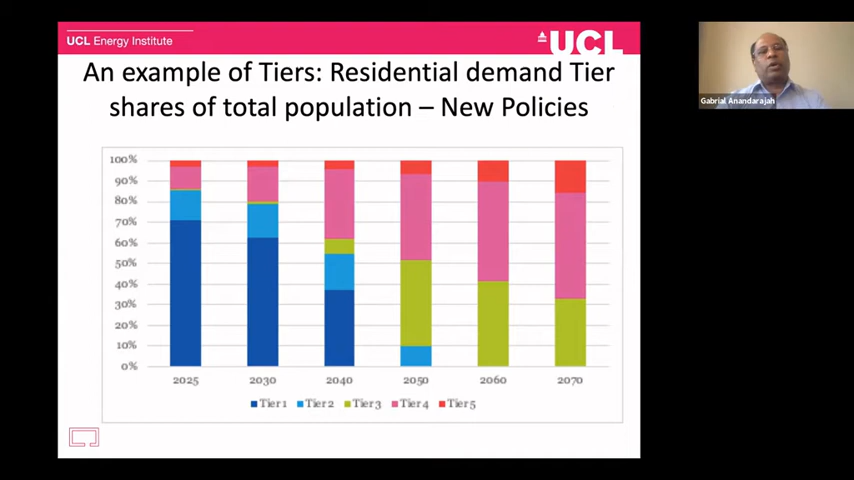 UCL Energy Institute
UCL
An example of Tiers: Residential demand Tier
shares of total population – New Policies
Gabrial Anandarajah
100%
90%
80%
70%
60%
50%
40%
30%
20%
10%
0%
2025 2030 2040 2050 2060 2070
Tier1 Tier2 Tier3 Tier4 Tier5